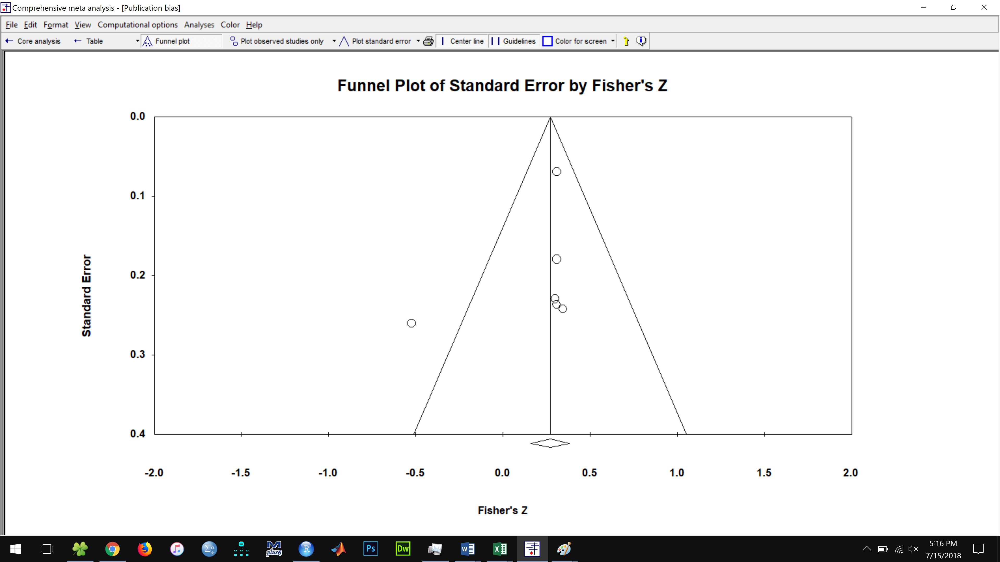 Comprehensive meta analysis - [Publication bias]
File Edit Format View Computational options Analyses Color Help
Core analysis Table Funnel plot Plot observed studies only Plot standard error Center line Guidelines Color for screen
Funnel Plot of Standard Error by Fisher's Z
0.0
0.1
0.2
0.3
0.4
Standard Error
-2.0 -1.5 -1.0 -0.5 0.0 0.5 1.0 1.5 2.0
Fisher's Z
Σα
M
plus6
R
Ps
Dw
W
X
5:16 PM
7/15/2018